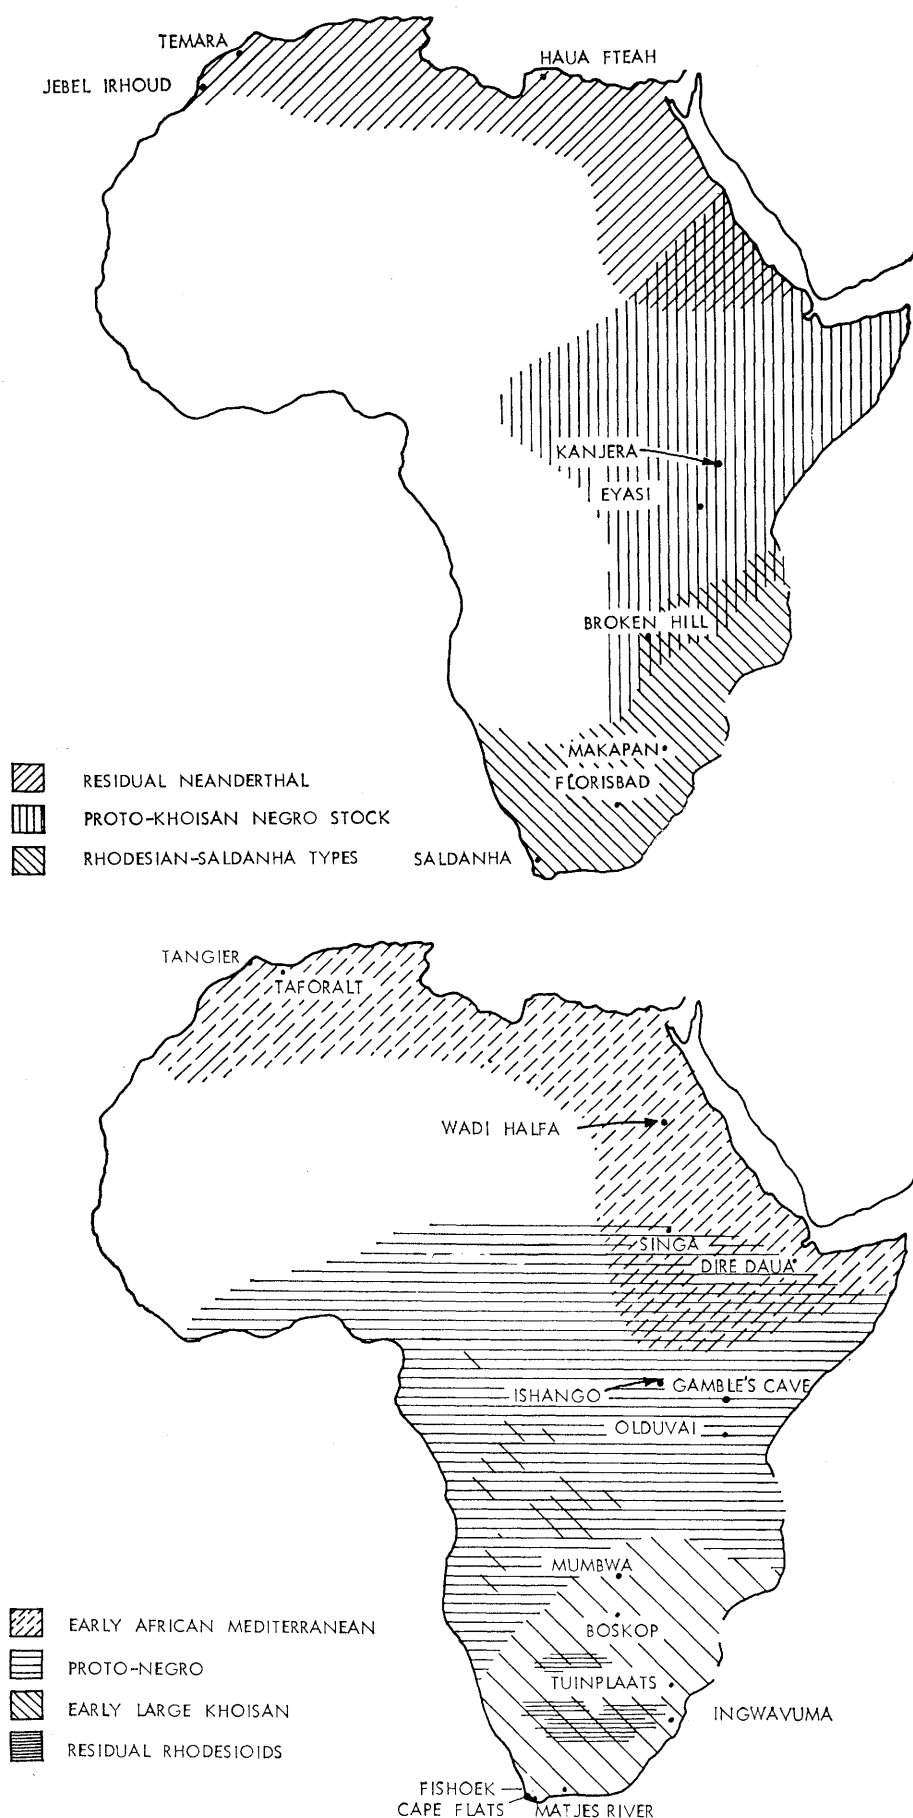 TEMARA
HAUA FTEAH
JEBEL IRHOUD
KANJERA
EYASI
BROKEN HILL
MAKAPAN
FLORISBAD
RESIDUAL NEANDERTHAL
PROTO-KHOISAN NEGRO STOCK
RHODESIAN-SALDANHA TYPES
SALDANHA
TANGIER
TAFORALT
WADI HALFA
SINGA
DIRE DAUA
GAMBLE'S CAVE
ISHANGO
OLDUVAI
MUMBWA
BOSKOP
TUINPLAATS
INGWAVUMA
EARLY AFRICAN MEDITERRANEAN
PROTO-NEGRO
EARLY LARGE KHOISAN
RESIDUAL RHODESIOIDS
FISHOEK
CAPE FLATS
MATJES RIVER